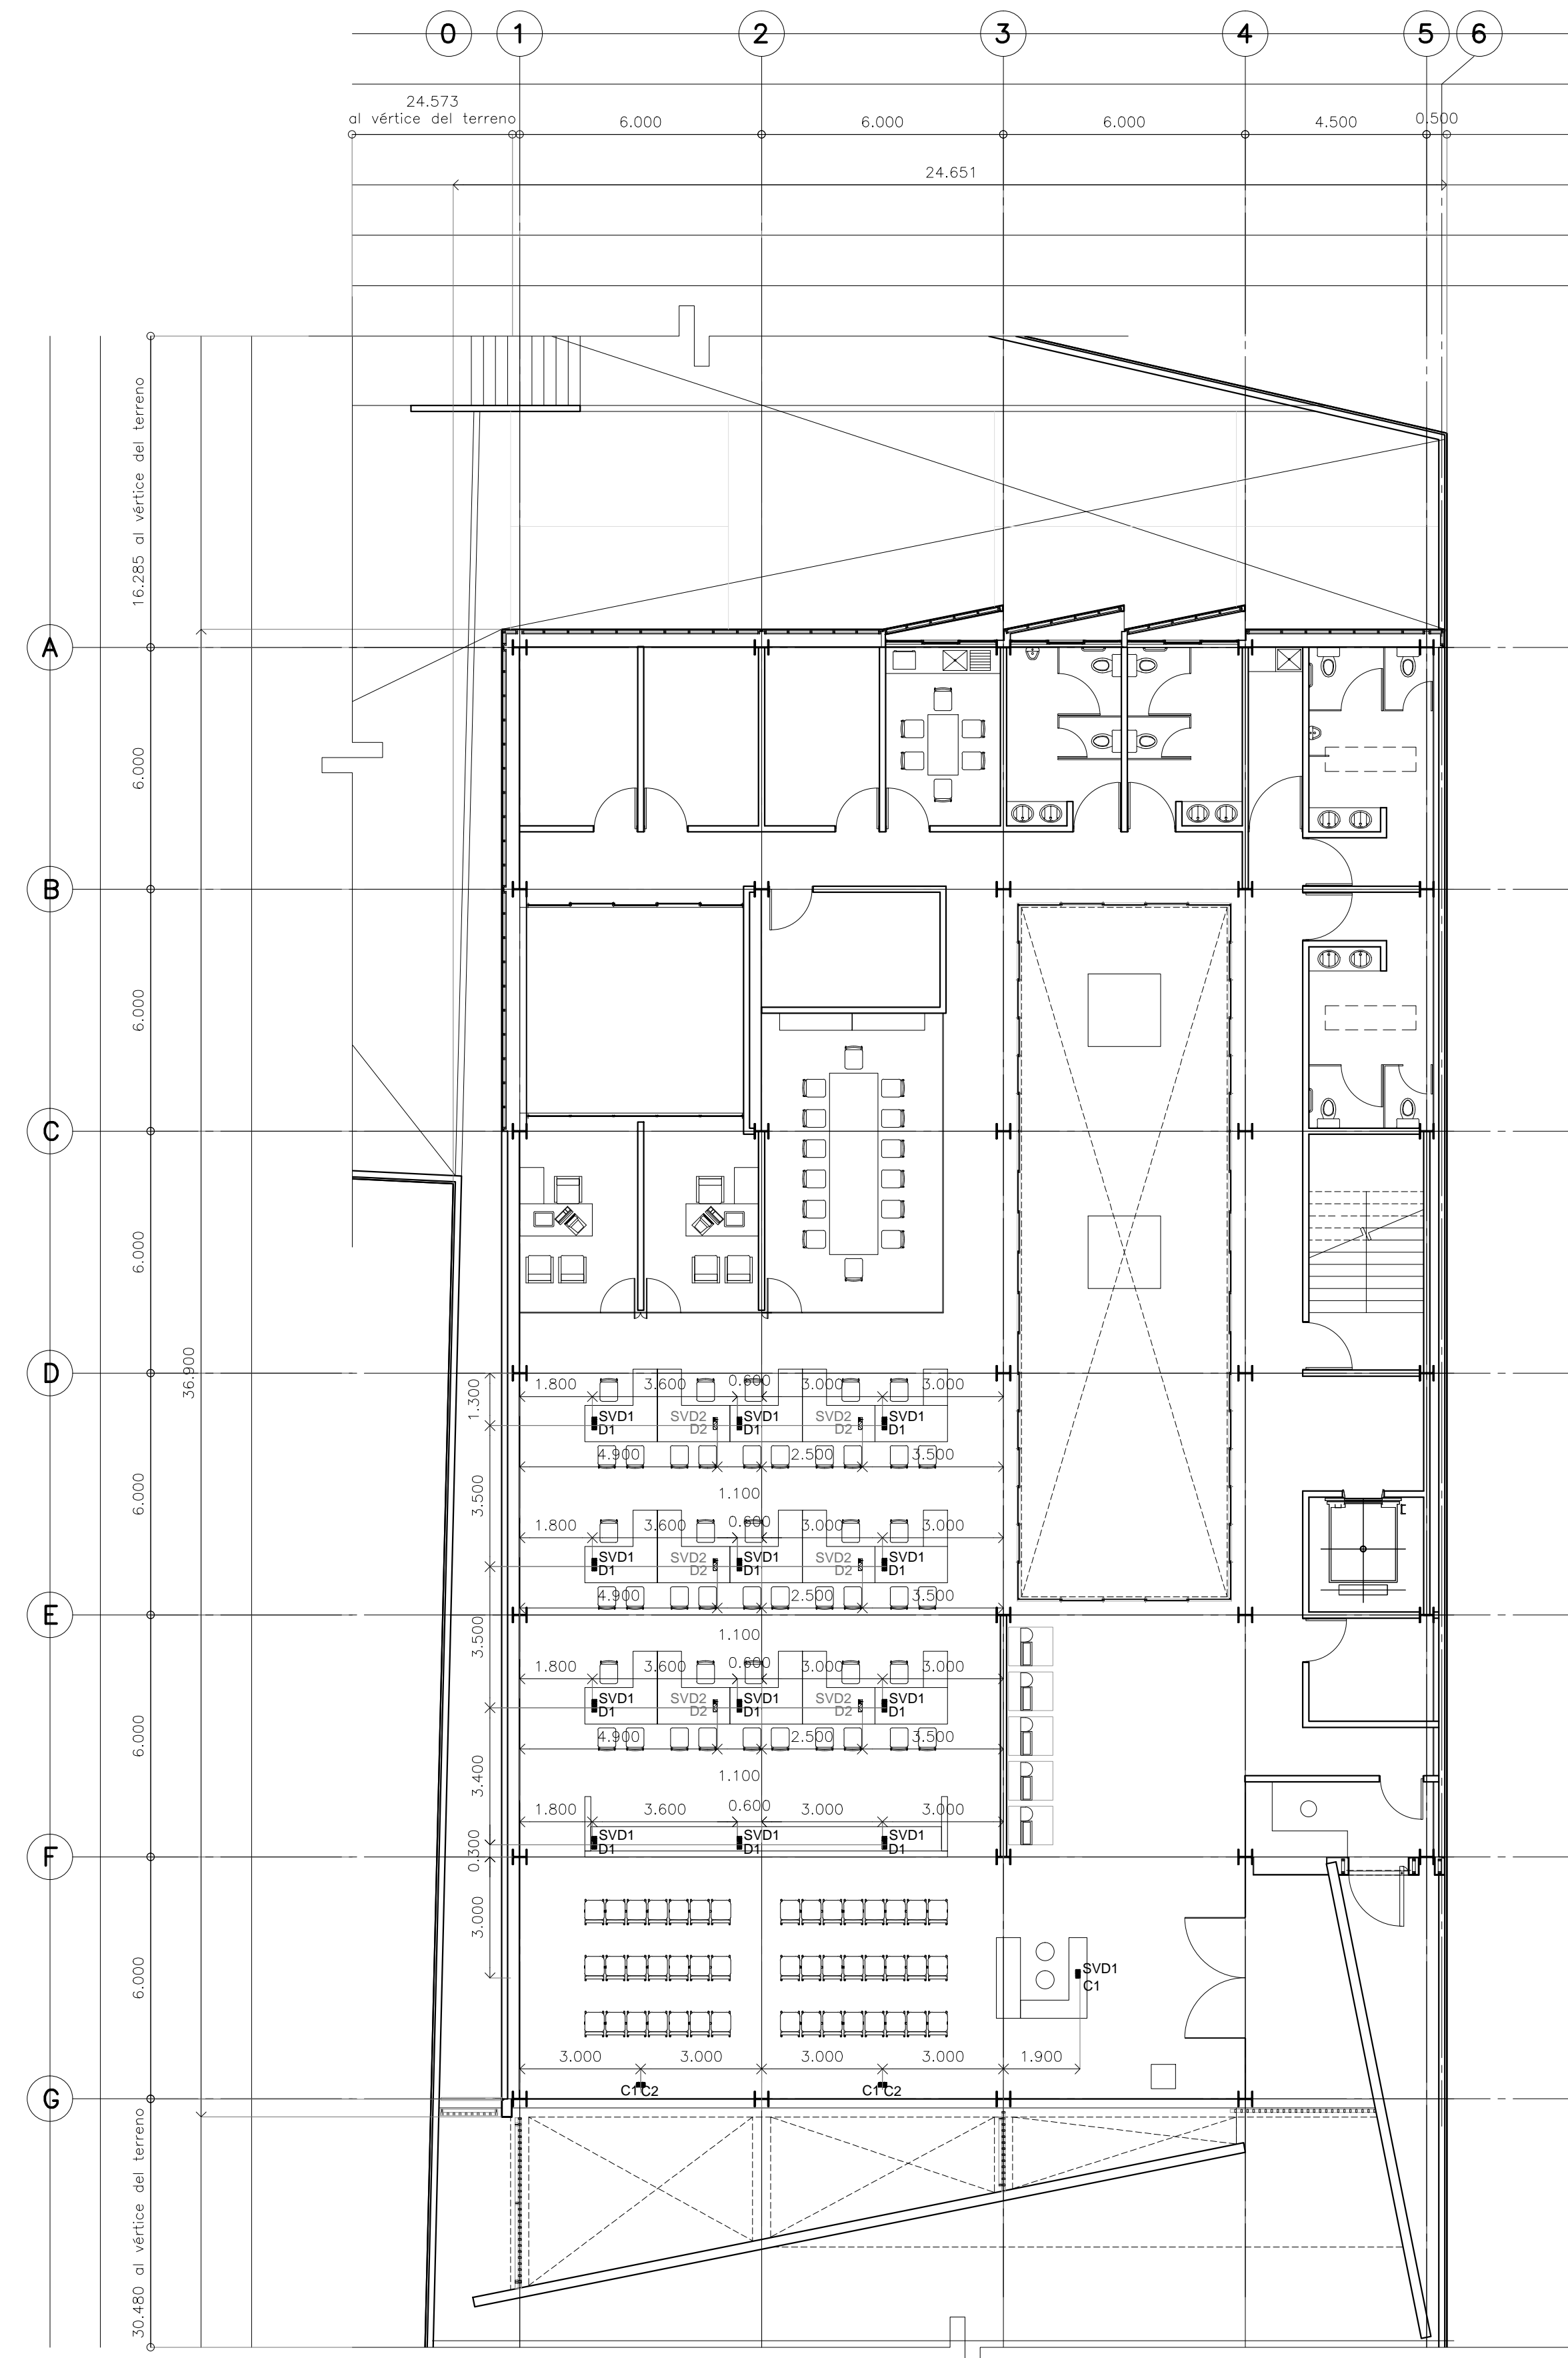 0 1 2 3 4 5 6
24.573
al vértice del terreno
6.000 6.000 6.000 4.500 0.500
24.651
16.285 al vértice del terreno
A
6.000
B
6.000
C
6.000
36.900
D
1.300
1.800 3.600 0.600 3.000 3.000
SVD1 SVD2 SVD1 SVD2 SVD1
D1 D2 D1 D2 D1
6.000
4.900 2.500 3.500
3.500
1.100
1.800 3.600 0.600 3.000 3.000
SVD1 SVD2 SVD1 SVD2 SVD1
D1 D2 D1 D2 D1
4.900 2.500 3.500
E
3.500
1.100
1.800 3.600 0.600 3.000 3.000
SVD1 SVD2 SVD1 SVD2 SVD1
D1 D2 D1 D2 D1
6.000
4.900 2.500 3.500
3.400
1.100
1.800 3.600 0.600 3.000 3.000
SVD1 SVD1 SVD1
D1 D1 D1
F
0.300
3.000
6.000
SVD1
C1
3.000 3.000 3.000 3.000 1.900
C1 C2 C1 C2
G
30.480 al vértice del terreno